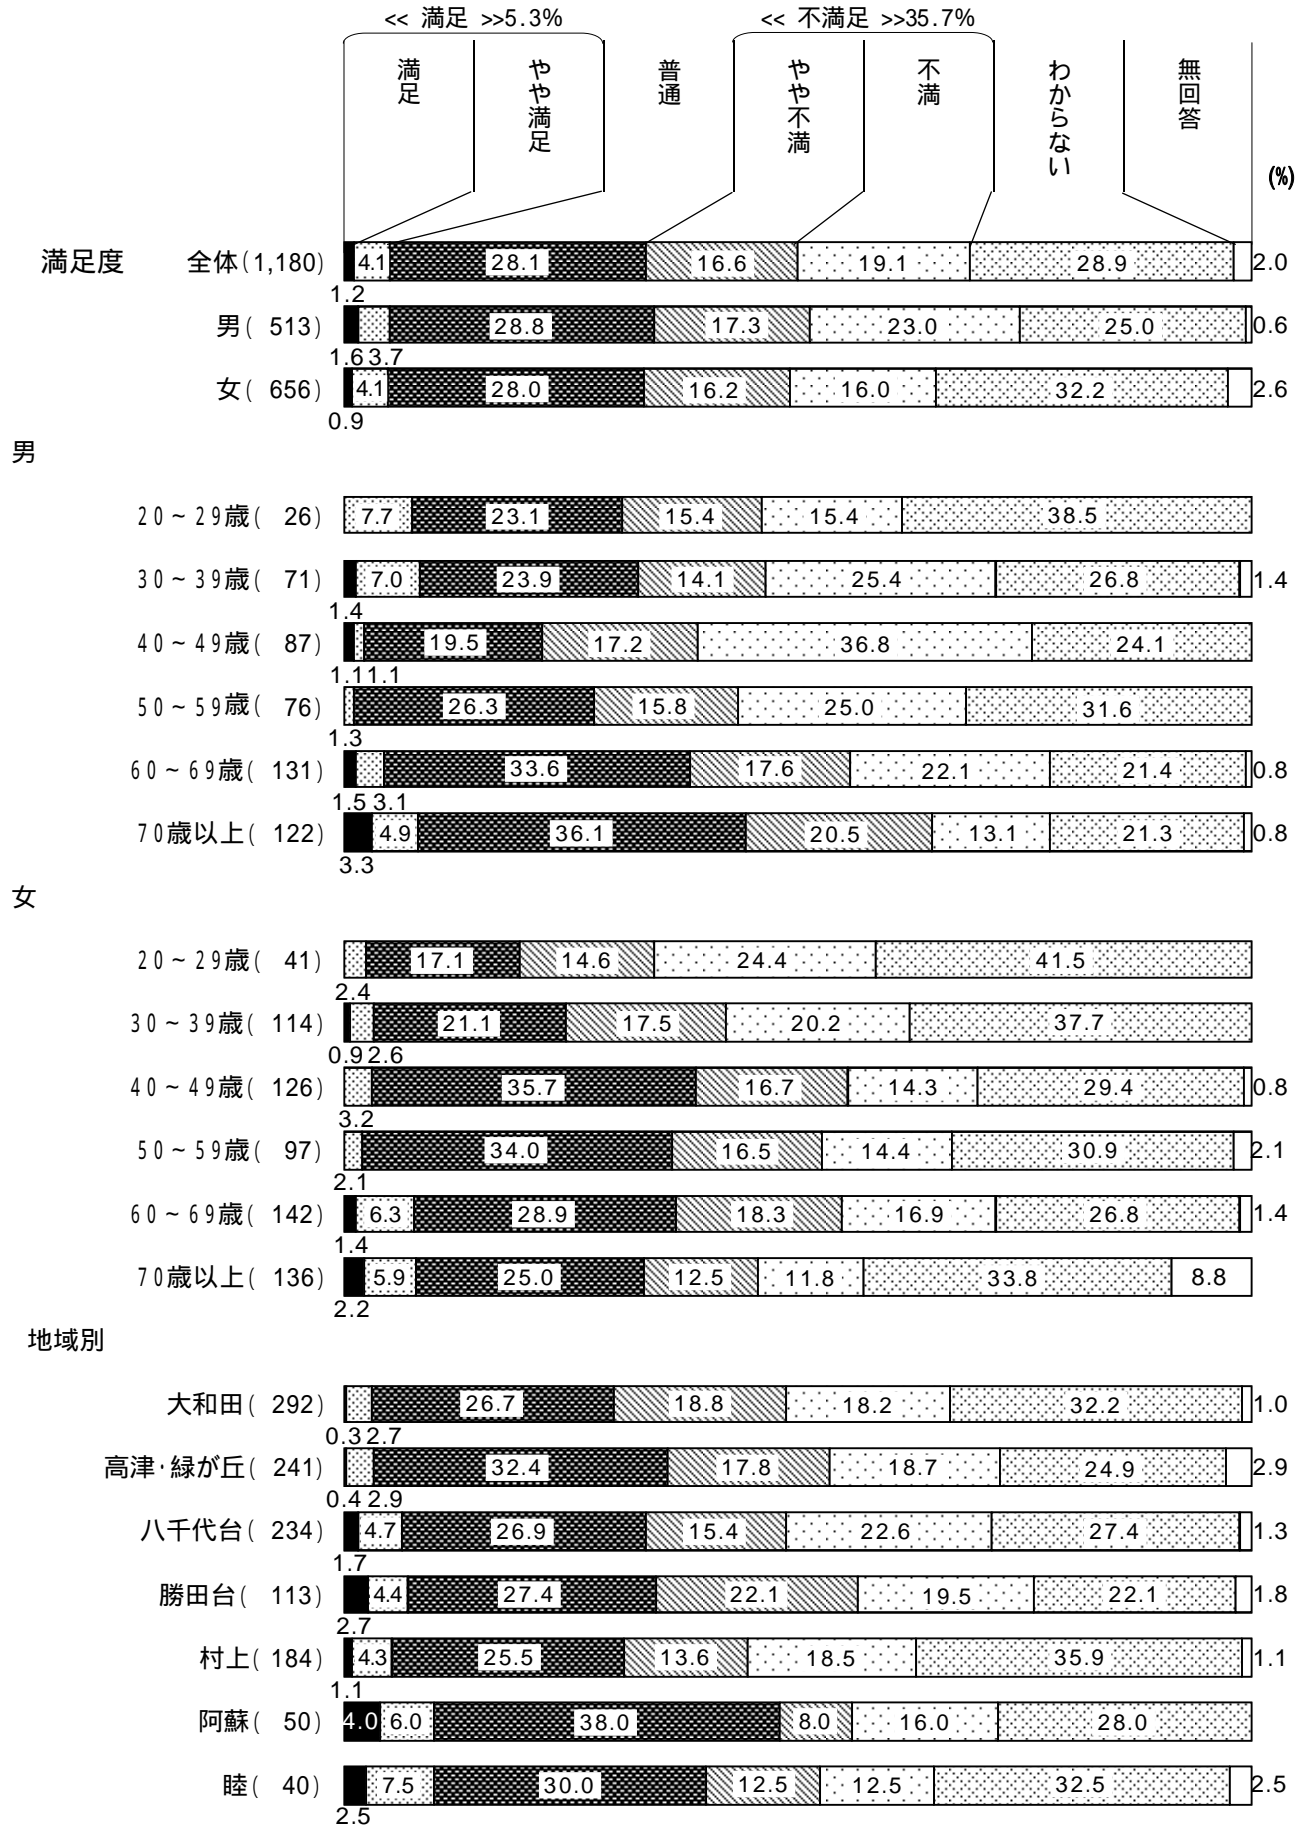 << 満足 >>5.3% << 不満足 >>35.7%
満足
やや満足
普通
やや不満
不満
わからない
無回答
(%)
満足度 全体(1,180) 4.1 28.1 16.6 19.1 28.9 2.0
1.2
男( 513) 28.8 17.3 23.0 25.0 0.6
1.6 3.7
女( 656) 4.1 28.0 16.2 16.0 32.2 2.6
0.9
男
20~29歳( 26) 7.7 23.1 15.4 15.4 38.5
30~39歳( 71) 7.0 23.9 14.1 25.4 26.8 1.4
1.4
40~49歳( 87) 19.5 17.2 36.8 24.1
1.1 1.1
50~59歳( 76) 26.3 15.8 25.0 31.6
1.3
60~69歳( 131) 33.6 17.6 22.1 21.4 0.8
1.5 3.1
70歳以上( 122) 4.9 36.1 20.5 13.1 21.3 0.8
3.3
女
20~29歳( 41) 17.1 14.6 24.4 41.5
2.4
30~39歳( 114) 21.1 17.5 20.2 37.7
0.9 2.6
40~49歳( 126) 35.7 16.7 14.3 29.4 0.8
3.2
50~59歳( 97) 34.0 16.5 14.4 30.9 2.1
2.1
60~69歳( 142) 6.3 28.9 18.3 16.9 26.8 1.4
1.4
70歳以上( 136) 5.9 25.0 12.5 11.8 33.8 8.8
2.2
地域別
大和田( 292) 26.7 18.8 18.2 32.2 1.0
0.3 2.7
高津・緑が丘( 241) 32.4 17.8 18.7 24.9 2.9
0.4 2.9
八千代台( 234) 4.7 26.9 15.4 22.6 27.4 1.3
1.7
勝田台( 113) 4.4 27.4 22.1 19.5 22.1 1.8
2.7
村上( 184) 4.3 25.5 13.6 18.5 35.9 1.1
1.1
阿蘇( 50) 4.0 6.0 38.0 8.0 16.0 28.0
睦( 40) 7.5 30.0 12.5 12.5 32.5 2.5
2.5